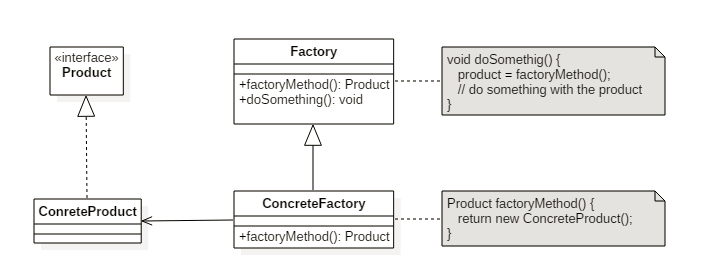 «interface»
Product
Factory
+factoryMethod(): Product
+doSomething(): void
void doSomethig() {
product = factoryMethod();
// do something with the product
}
ConreteProduct
ConcreteFactory
+factoryMethod(): Product
Product factoryMethod() {
return new ConcreteProduct();
}